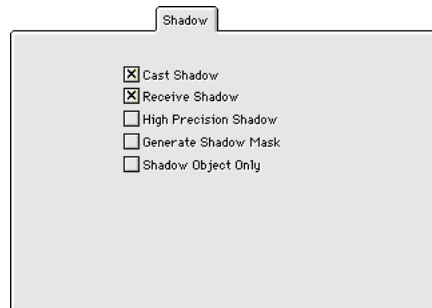 Shadow
Cast Shadow
Receive Shadow
High Precision Shadow
Generate Shadow Mask
Shadow Object Only